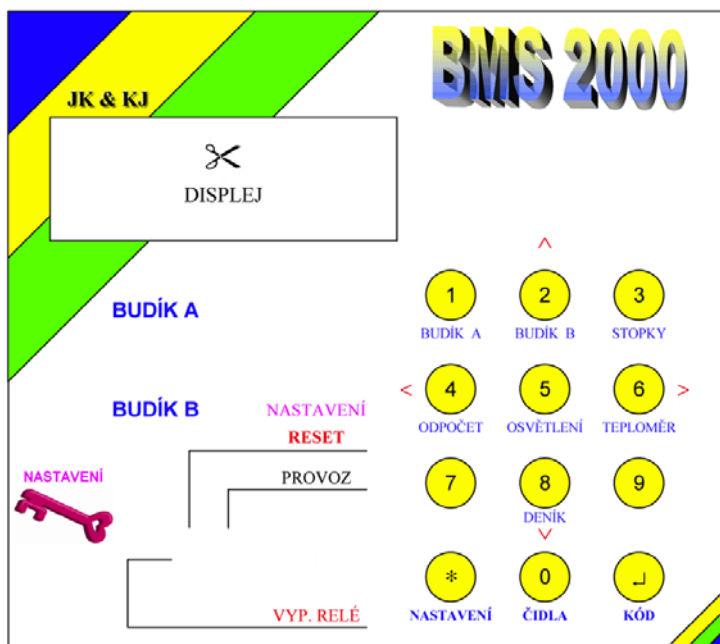 BMS 2000
JK & KJ
DISPLEJ
^
1 2 3
BUDÍK A
BUDÍK A BUDÍK B STOPKY
< 4 5 6 >
BUDÍK B
NASTAVENÍ
ODPOČET OSVĚTLENÍ TEPLOMĚR
RESET
NASTAVENÍ
PROVOZ
7 8 9
DENÍK
˅
* 0 ↵
VYP. RELÉ
NASTAVENÍ ČIDLA KÓD